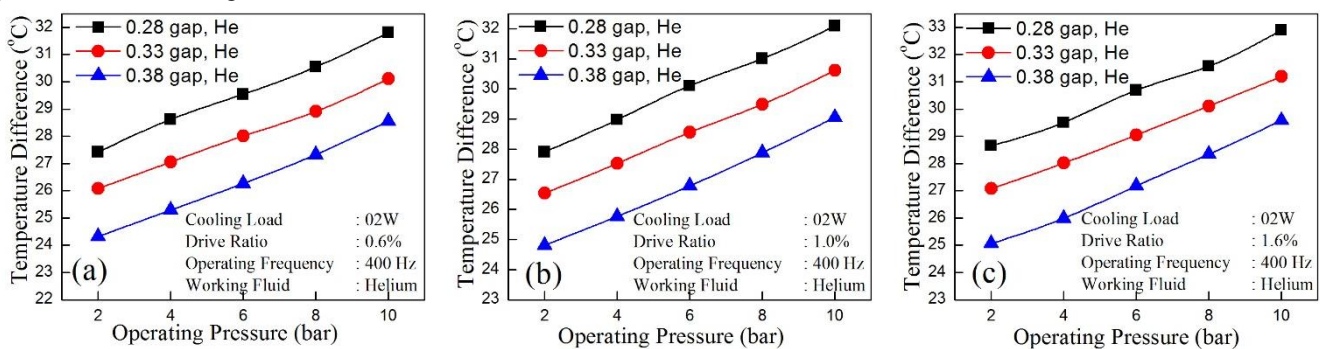 Temperature Difference (°C)
32
31
30
29
28
27
26
25
24
23
22
0.28 gap, He
0.33 gap, He
0.38 gap, He
Cooling Load : 02W
Drive Ratio : 0.6%
Operating Frequency : 400 Hz
Working Fluid : Helium
(a)
2 4 6 8 10
Operating Pressure (bar)
Temperature Difference (°C)
32
31
30
29
28
27
26
25
24
23
0.28 gap, He
0.33 gap, He
0.38 gap, He
Cooling Load : 02W
Drive Ratio : 1.0%
Operating Frequency : 400 Hz
Working Fluid : Helium
(b)
2 4 6 8 10
Operating Pressure (bar)
Temperature Difference (°C)
33
32
31
30
29
28
27
26
25
24
23
0.28 gap, He
0.33 gap, He
0.38 gap, He
Cooling Load : 02W
Drive Ratio : 1.6%
Operating Frequency : 400 Hz
Working Fluid : Helium
(c)
2 4 6 8 10
Operating Pressure (bar)